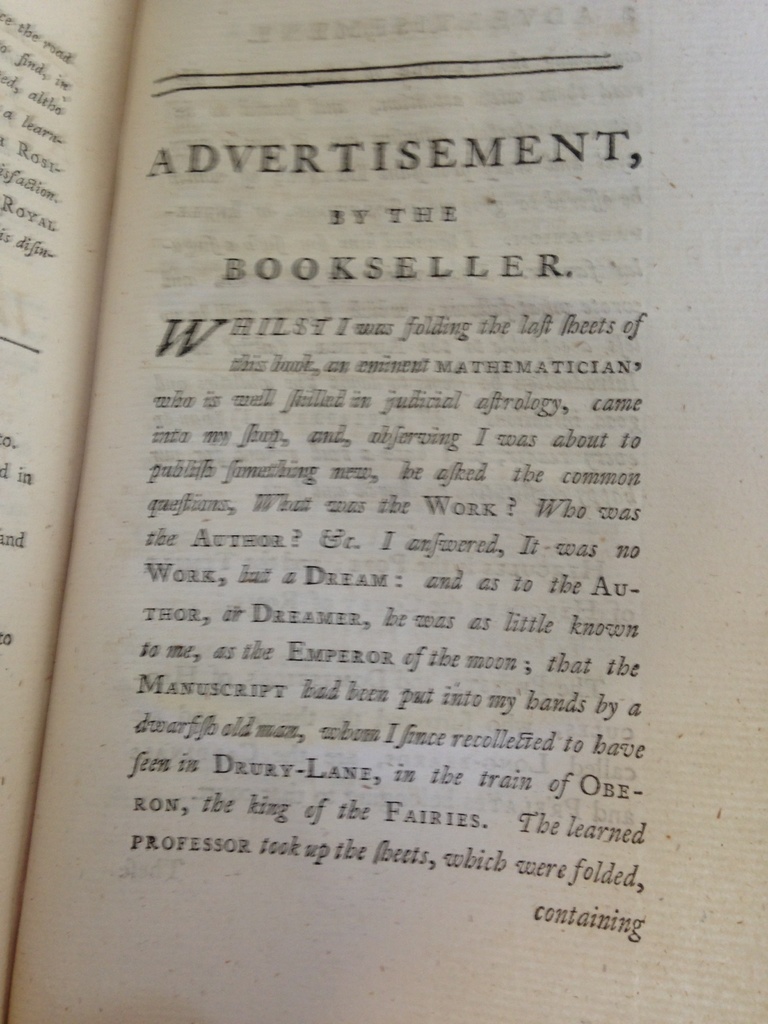 ce the road
find, in
ed, altho
a learn-
Rosi-
isfaction.
ROYAL
is disin-
to.
d in
and
to
ADVERTISEMENT,
BY THE
BOOKSELLER.
WHILST I was folding the laſt ſheets of
this book, an eminent MATHEMATICIAN,
who is well ſkilled in judicial aſtrology, came
into my ſhop, and, obſerving I was about to
publiſh ſomething new, he aſked the common
queſtions, What was the WORK? Who was
the AUTHOR? &c. I anſwered, It was no
WORK, but a DREAM: and as to the AU-
THOR, or DREAMER, he was as little known
to me, as the EMPEROR of the moon; that the
MANUSCRIPT had been put into my hands by a
dwarfiſh old man, whom I ſince recollected to have
ſeen in DRURY-LANE, in the train of OBE-
RON, the king of the FAIRIES. The learned
PROFESSOR took up the ſheets, which were folded,
containing